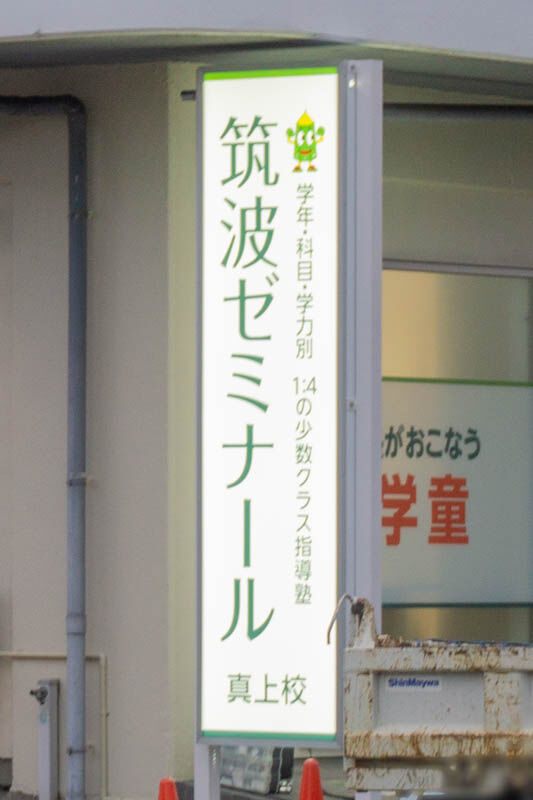 筑波ゼミナール
学年・科目・学力別 1:4の少数クラス指導塾
真上校
がおこなう
学童
ShinMaywa